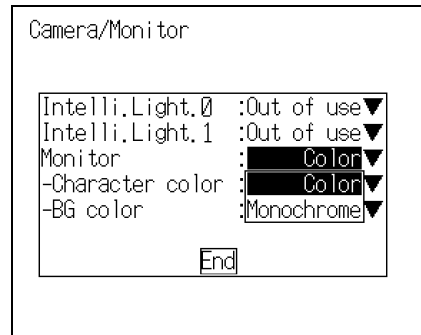 Camera/Monitor
Intelli.Light.0 :Out of use▼
Intelli.Light.1 :Out of use▼
Monitor : Color▼
-Character color : Color▼
-BG color :Monochrome▼
End